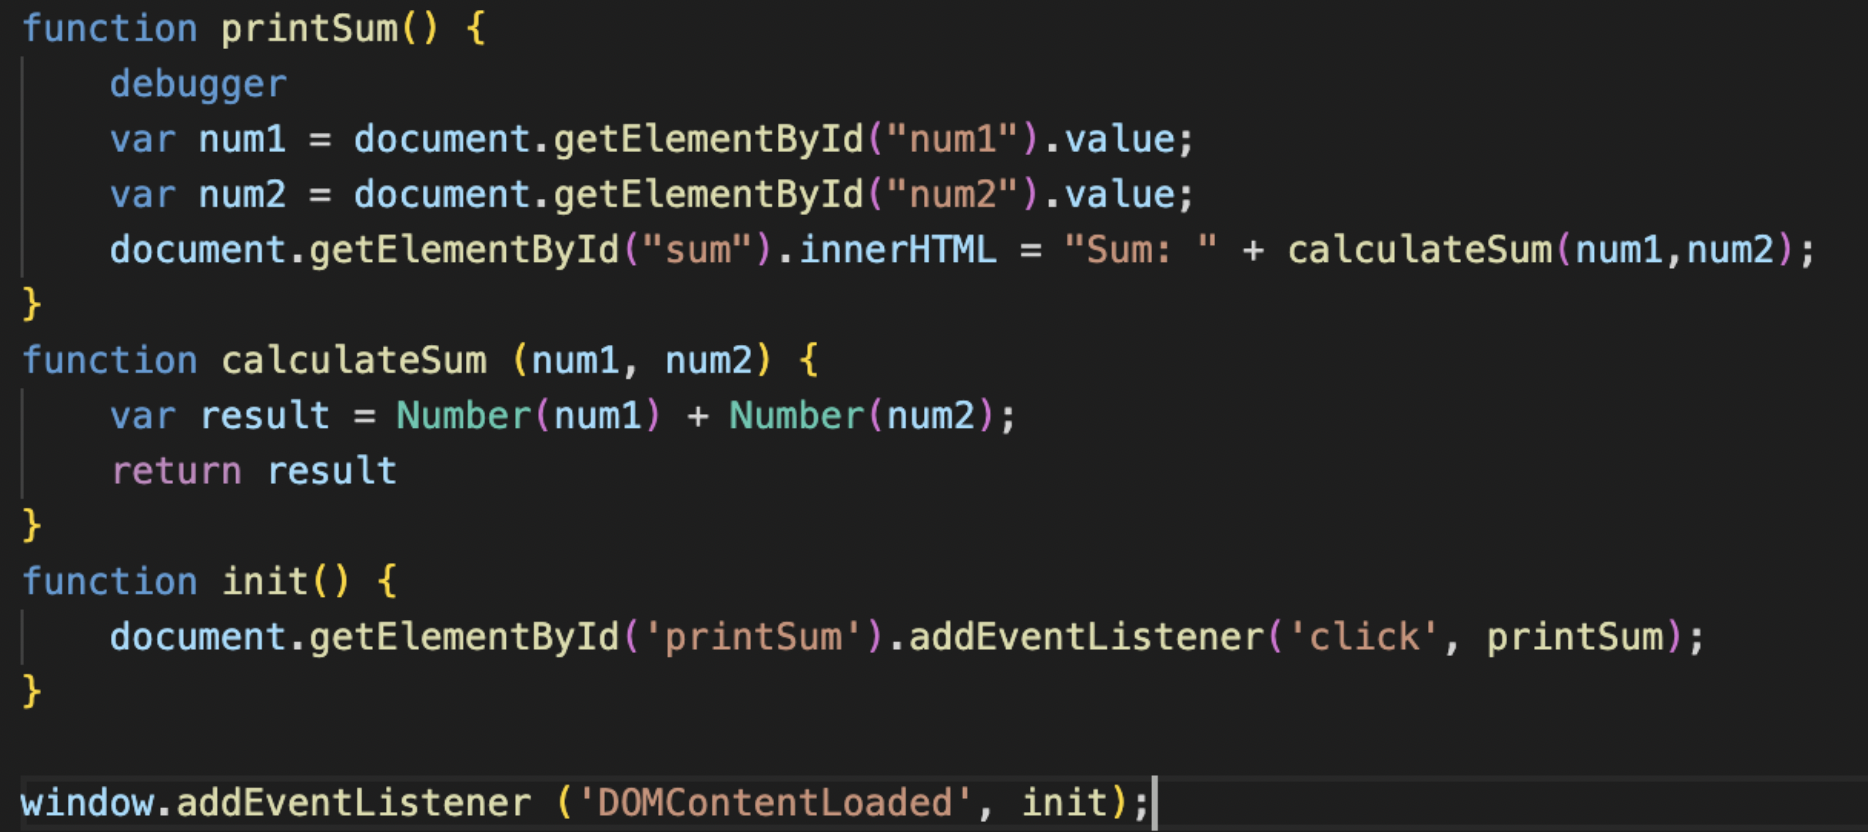 function printSum() {
    debugger
    var num1 = document.getElementById("num1").value;
    var num2 = document.getElementById("num2").value;
    document.getElementById("sum").innerHTML = "Sum: " + calculateSum(num1,num2);
}
function calculateSum (num1, num2) {
    var result = Number(num1) + Number(num2);
    return result
}
function init() {
    document.getElementById('printSum').addEventListener('click', printSum);
}
window.addEventListener ('DOMContentLoaded', init);